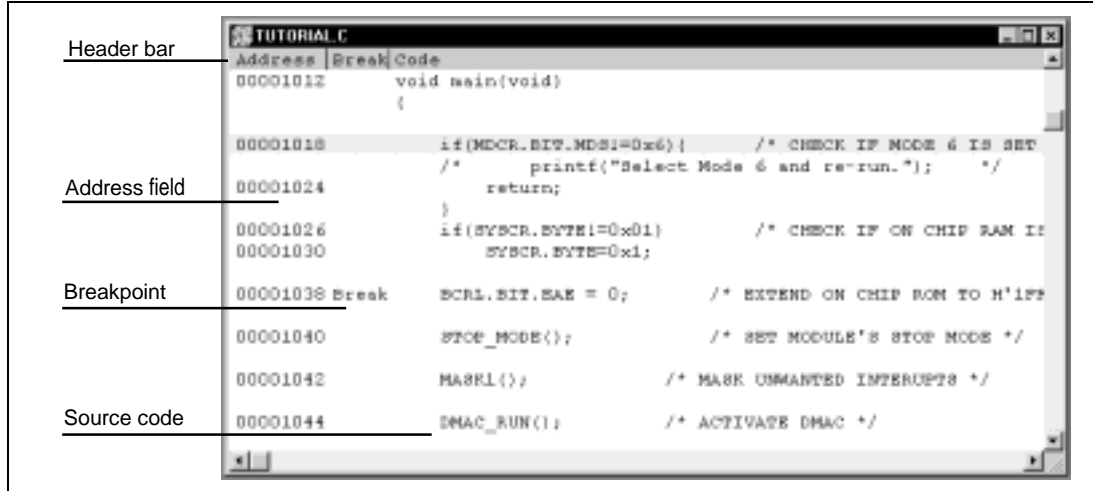 TUTORIAL.C
Header bar
Address Break Code
00001012 void main(void)
{
00001018 if(MDCR.BIT.MDS!=0x6){ /* CHECK IF MODE 6 IS SET
/* printf("Select Mode 6 and re-run."); */
Address field
00001024 return;
}
00001026 if(SYSCR.BYTE!=0x01) /* CHECK IF ON CHIP RAM IS
00001030 SYSCR.BYTE=0x1;
Breakpoint
00001038 Break BCRL.BIT.EAE = 0; /* EXTEND ON CHIP ROM TO H'1FF
00001040 STOP_MODE(); /* SET MODULE'S STOP MODE */
00001042 MASK1(); /* MASK UNWANTED INTERUPTS */
Source code
00001044 DMAC_RUN(); /* ACTIVATE DMAC */